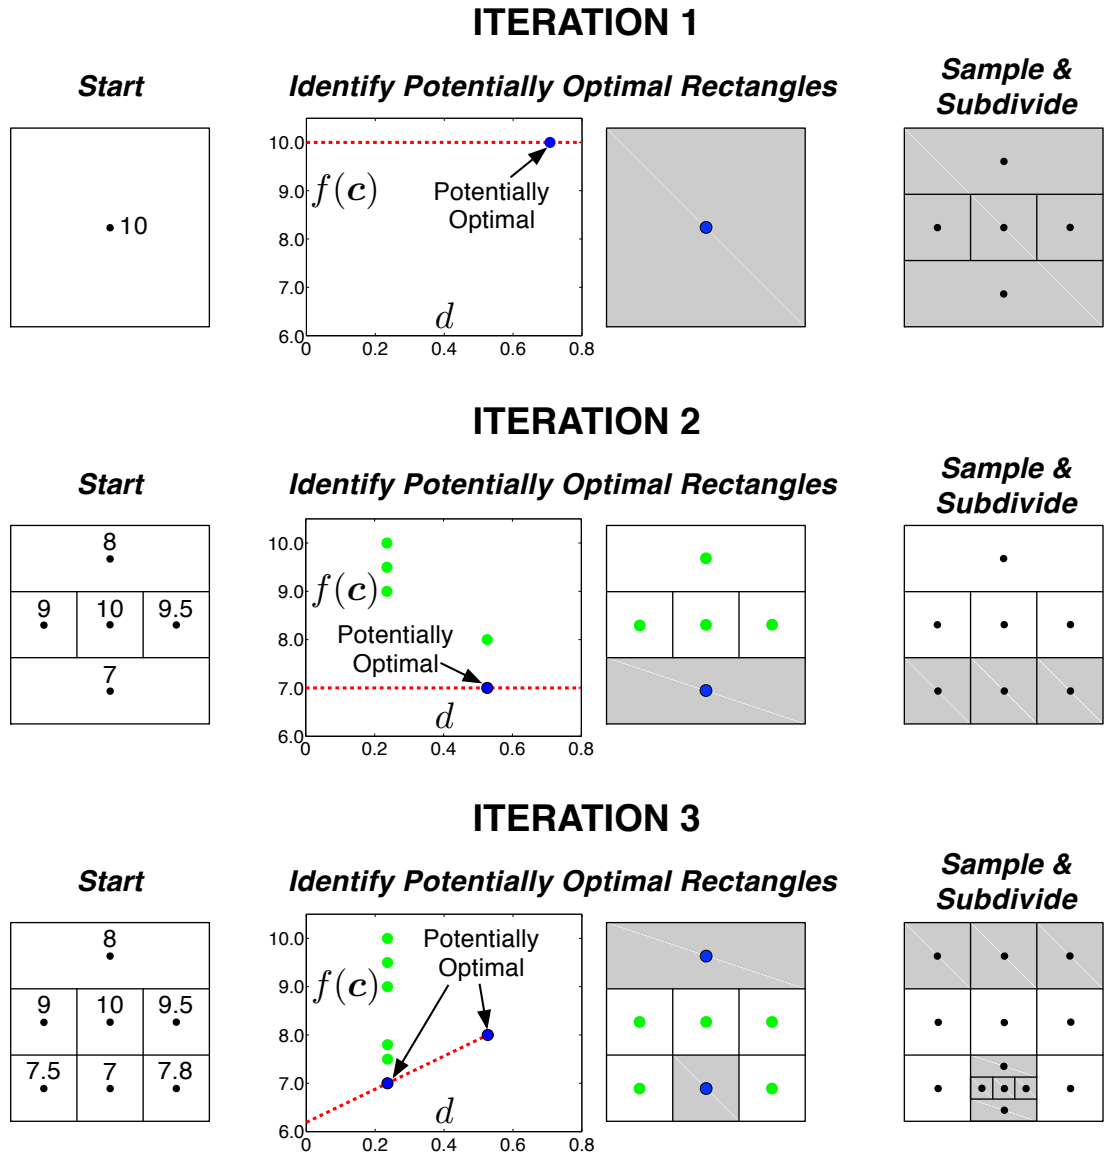 ITERATION 1
Start
Identify Potentially Optimal Rectangles
Sample &
Subdivide
10
10.0
9.0
8.0
7.0
6.0
f(c)
Potentially
Optimal
d
0
0.2
0.4
0.6
0.8
ITERATION 2
Start
Identify Potentially Optimal Rectangles
Sample &
Subdivide
8
9
10
9.5
7
10.0
9.0
8.0
7.0
6.0
f(c)
Potentially
Optimal
d
0
0.2
0.4
0.6
0.8
ITERATION 3
Start
Identify Potentially Optimal Rectangles
Sample &
Subdivide
8
9
10
9.5
7.5
7
7.8
10.0
9.0
8.0
7.0
6.0
f(c)
Potentially
Optimal
d
0
0.2
0.4
0.6
0.8